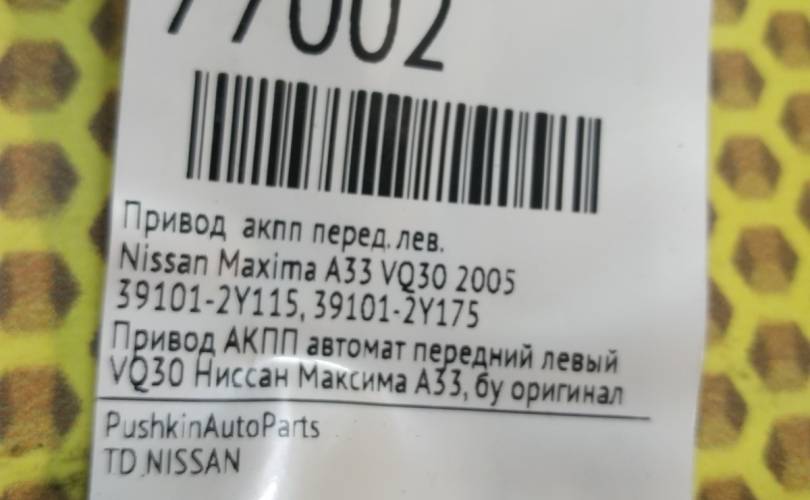 77002
Привод акпп перед. лев.
Nissan Maxima A33 VQ30 2005
39101-2Y115, 39101-2Y175
Привод АКПП автомат передний левый
VQ30 Ниссан Максима А33, бу оригинал
PushkinAutoParts
TD NISSAN